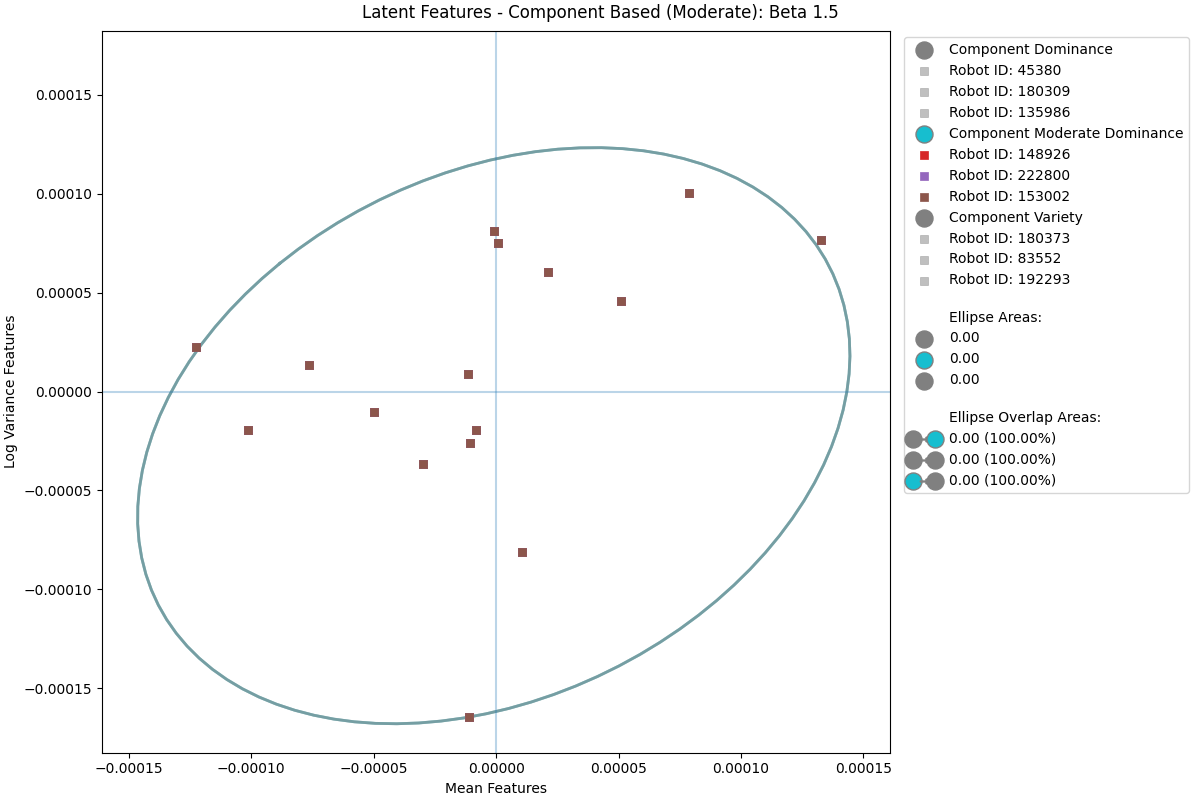 Latent Features - Component Based (Moderate): Beta 1.5
Log Variance Features
0.00015
0.00010
0.00005
0.00000
−0.00005
−0.00010
−0.00015
−0.00015
−0.00010
−0.00005
0.00000
0.00005
0.00010
0.00015
Mean Features
Component Dominance
Robot ID: 45380
Robot ID: 180309
Robot ID: 135986
Component Moderate Dominance
Robot ID: 148926
Robot ID: 222800
Robot ID: 153002
Component Variety
Robot ID: 180373
Robot ID: 83552
Robot ID: 192293
Ellipse Areas:
0.00
0.00
0.00
Ellipse Overlap Areas:
0.00 (100.00%)
0.00 (100.00%)
0.00 (100.00%)